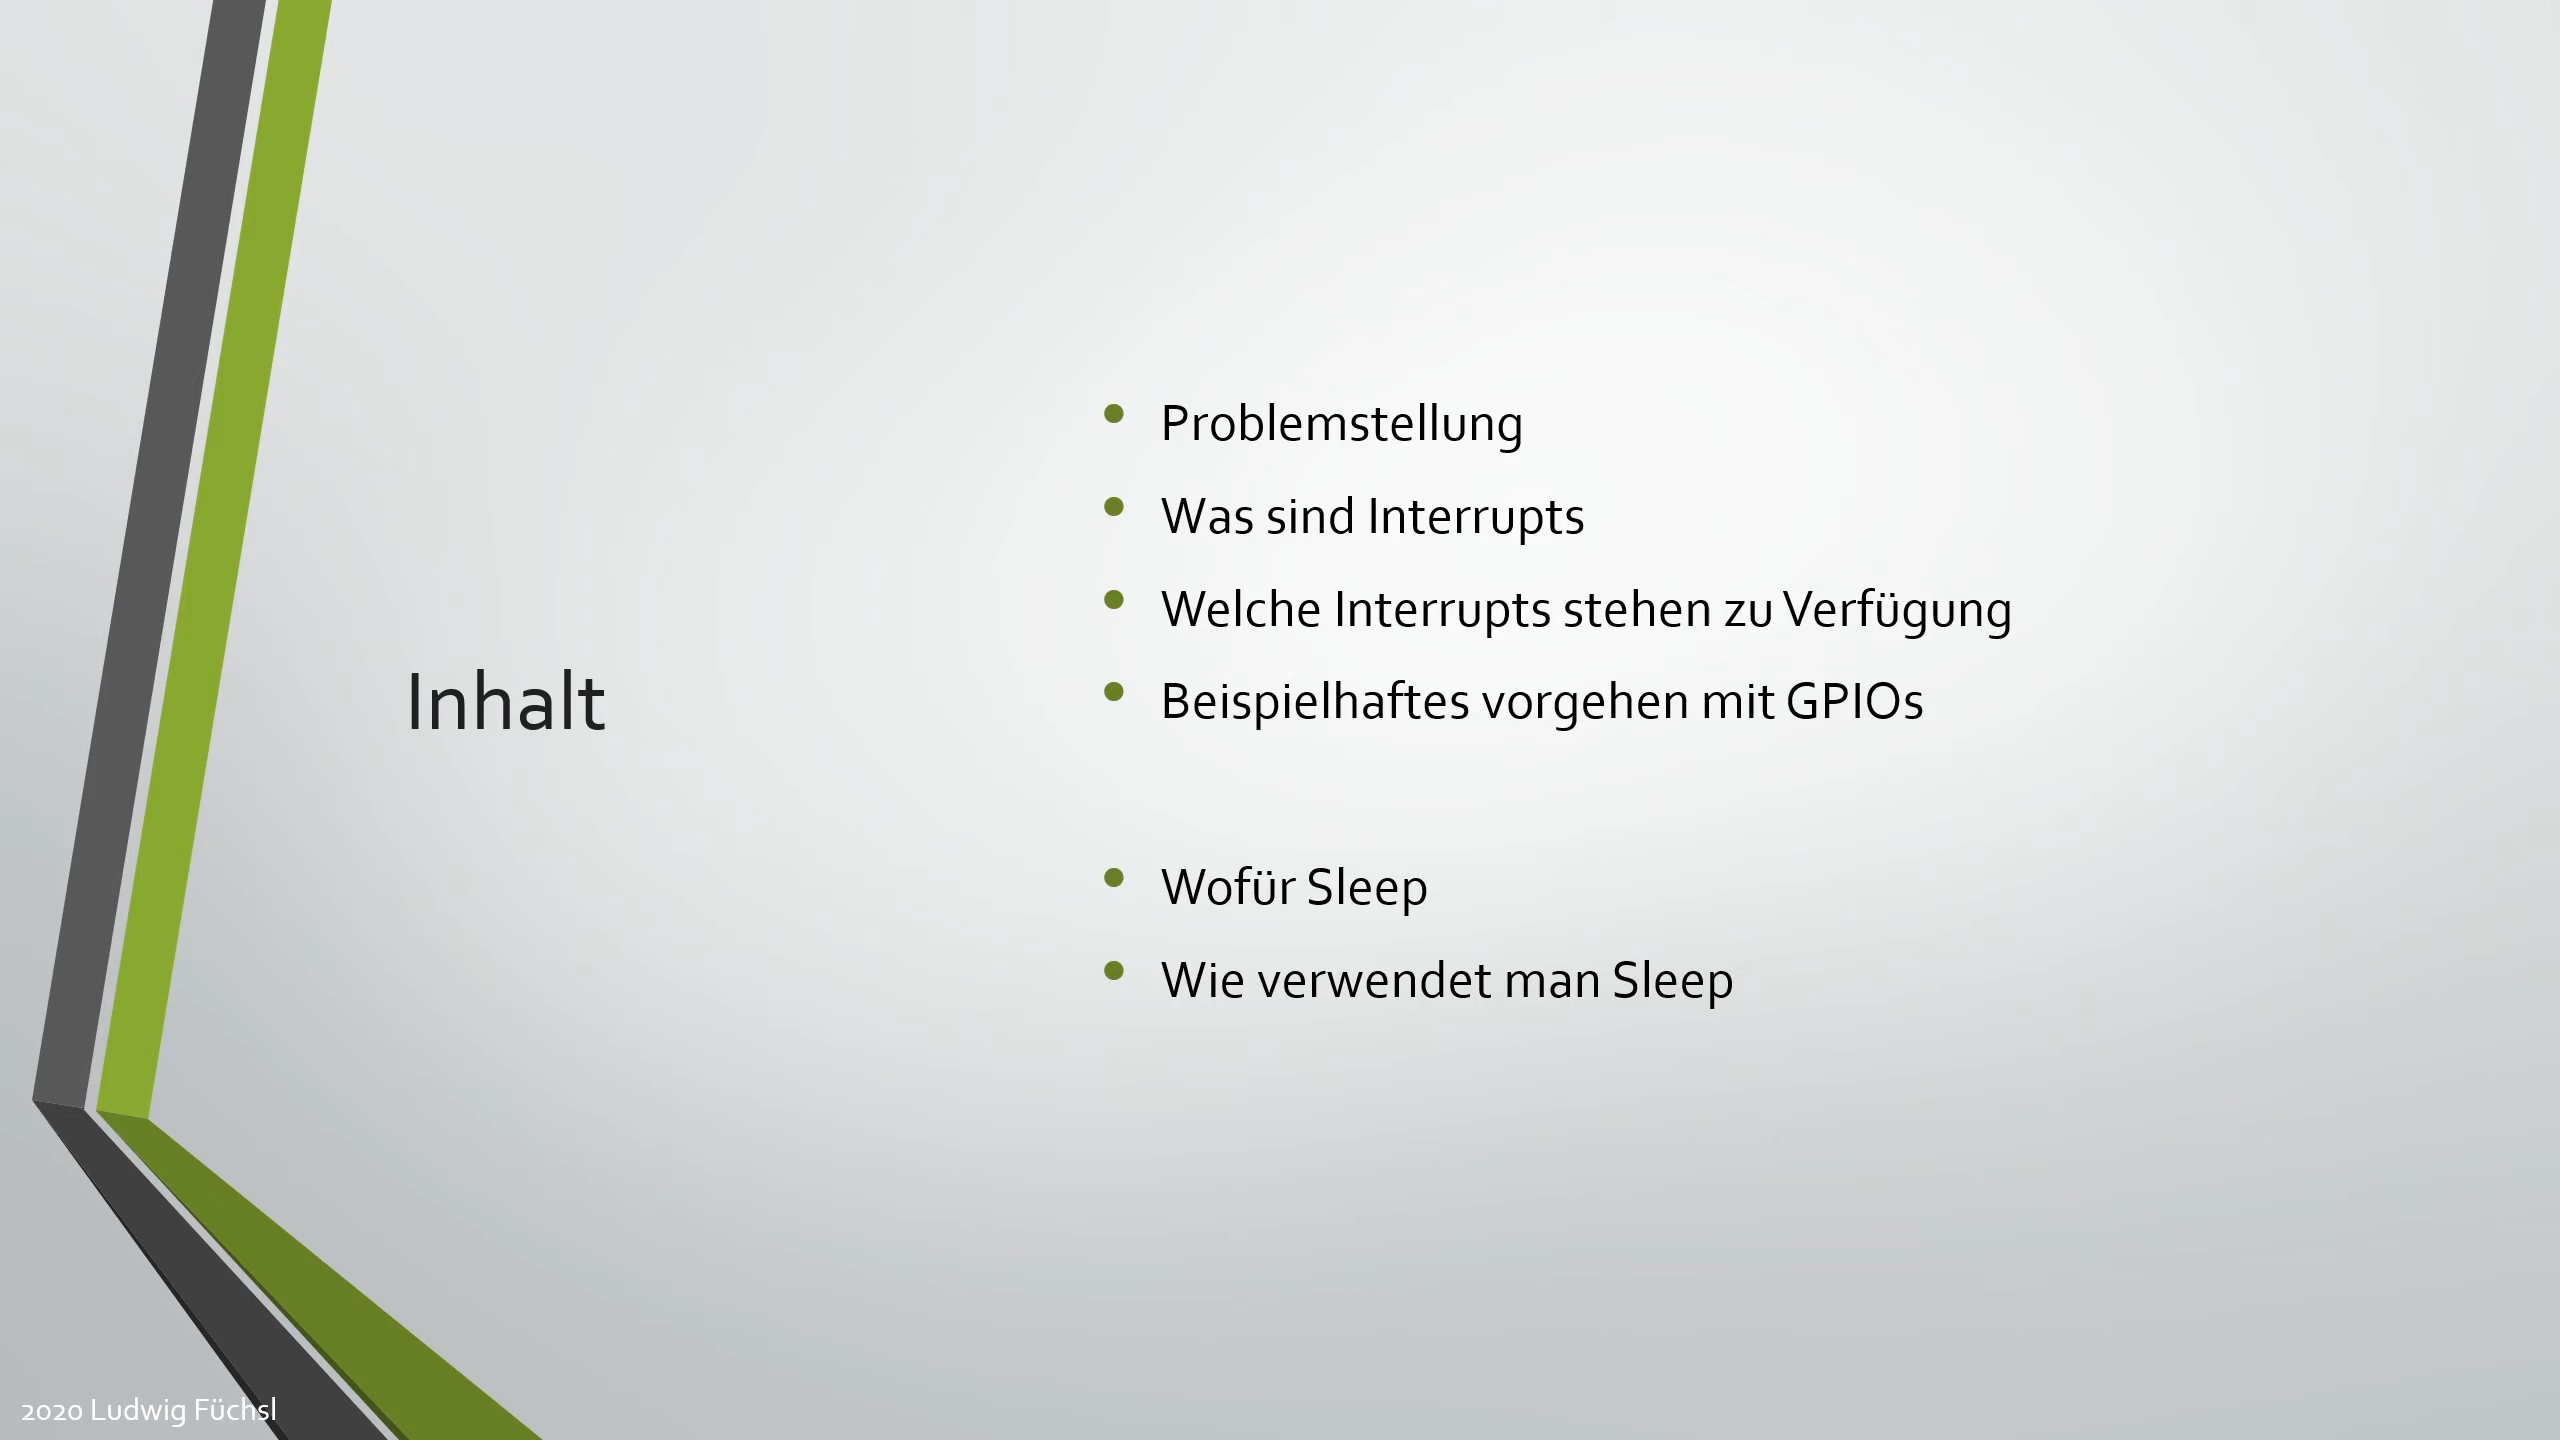 Inhalt
Problemstellung
Was sind Interrupts
Welche Interrupts stehen zu Verfügung
Beispielhaftes vorgehen mit GPIOs
Wofür Sleep
Wie verwendet man Sleep
2020 Ludwig Füchsl